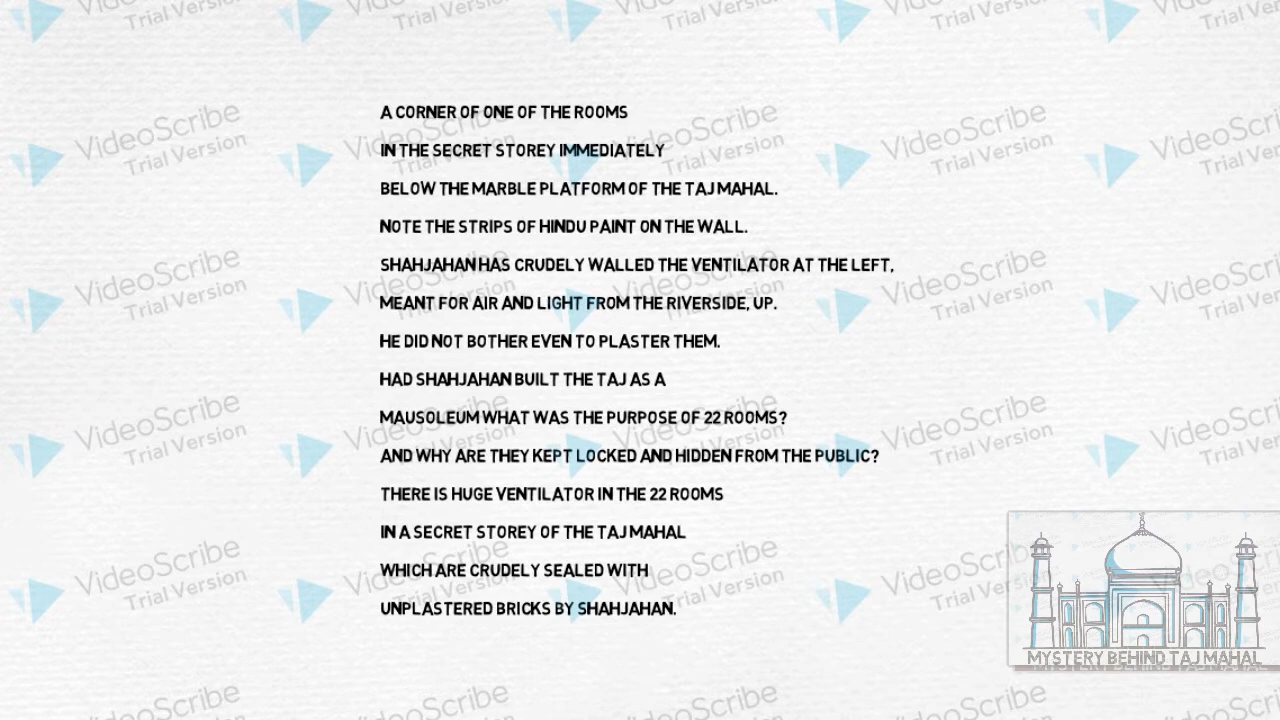 A CORNER OF ONE OF THE ROOMS
IN THE SECRET STOREY IMMEDIATELY
BELOW THE MARBLE PLATFORM OF THE TAJ MAHAL.
NOTE THE STRIPS OF HINDU PAINT ON THE WALL.
SHAHJAHAN HAS CRUDELY WALLED THE VENTILATOR AT THE LEFT,
MEANT FOR AIR AND LIGHT FROM THE RIVERSIDE, UP.
HE DID NOT BOTHER EVEN TO PLASTER THEM.
HAD SHAHJAHAN BUILT THE TAJ AS A
MAUSOLEUM WHAT WAS THE PURPOSE OF 22 ROOMS?
AND WHY ARE THEY KEPT LOCKED AND HIDDEN FROM THE PUBLIC?
THERE IS HUGE VENTILATOR IN THE 22 ROOMS
IN A SECRET STOREY OF THE TAJ MAHAL
WHICH ARE CRUDELY SEALED WITH
UNPLASTERED BRICKS BY SHAHJAHAN.
MYSTERY BEHIND TAJ MAHAL
VideoScribe
Trial Version